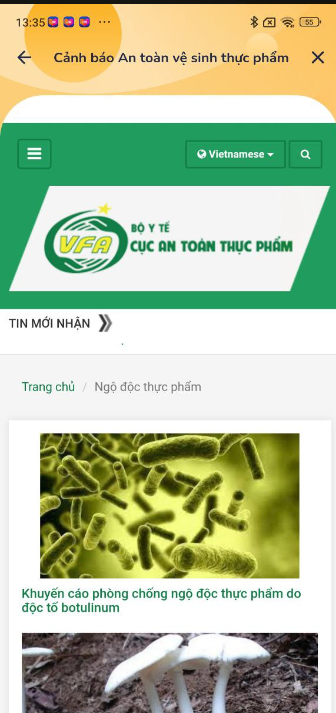 13:35
55
Cảnh báo An toàn vệ sinh thực phẩm
Vietnamese
VFA
BỘ Y TẾ
CỤC AN TOÀN THỰC PHẨM
TIN MỚI NHẬN
Trang chủ / Ngộ độc thực phẩm
Khuyến cáo phòng chống ngộ độc thực phẩm do
độc tố botulinum